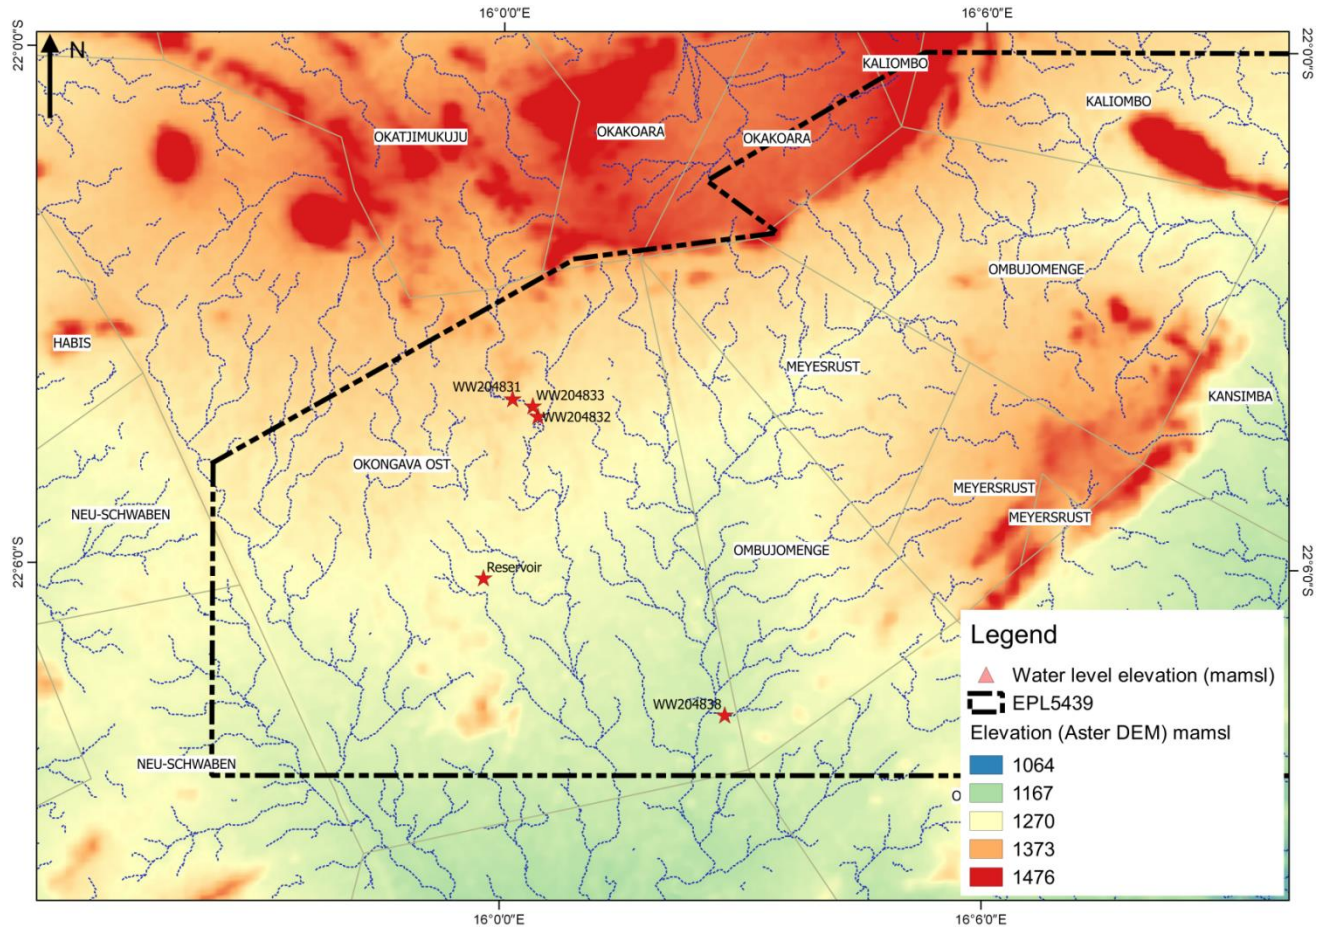 16°0'0"E
16°6'0"E
22°0'0"S
N
22°0'0"S
KALIOMBO
KALIOMBO
OKATJIMUKUJU
OKAKOARA
OKAKOARA
OMBUJOMENGE
HABIS
MEYESRUST
WW204831
WW204833
KANSIMBA
WW204832
OKONGAVA OST
MEYERSRUST
NEU-SCHWABEN
MEYERSRUST
OMBUJOMENGE
22°6'0"S
Reservoir
22°6'0"S
WW204838
NEU-SCHWABEN
O
Legend
Water level elevation (mamsl)
EPL5439
Elevation (Aster DEM) mamsl
1064
1167
1270
1373
1476
16°0'0"E
16°6'0"E